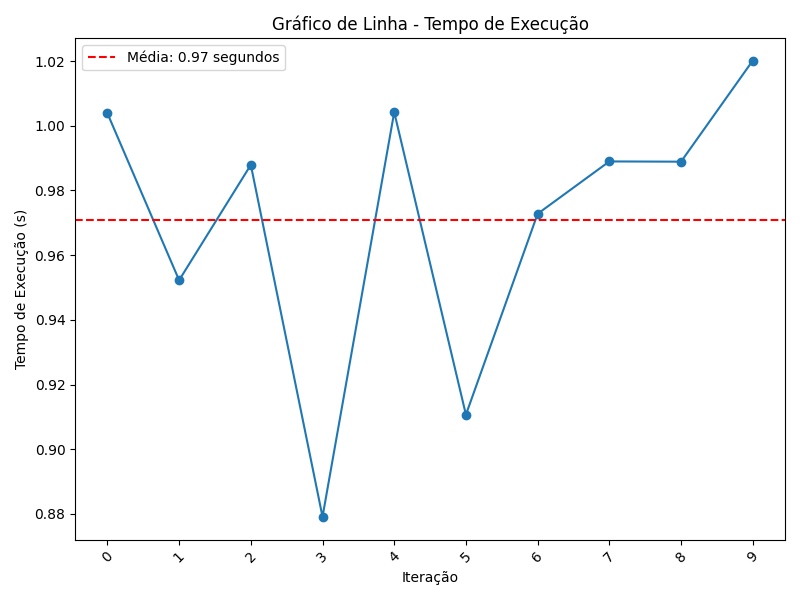 Gráfico de Linha - Tempo de Execução
Média: 0.97 segundos
1.02
1.00
0.98
0.96
0.94
0.92
0.90
0.88
Tempo de Execução (s)
0 1 2 3 4 5 6 7 8 9
Iteração